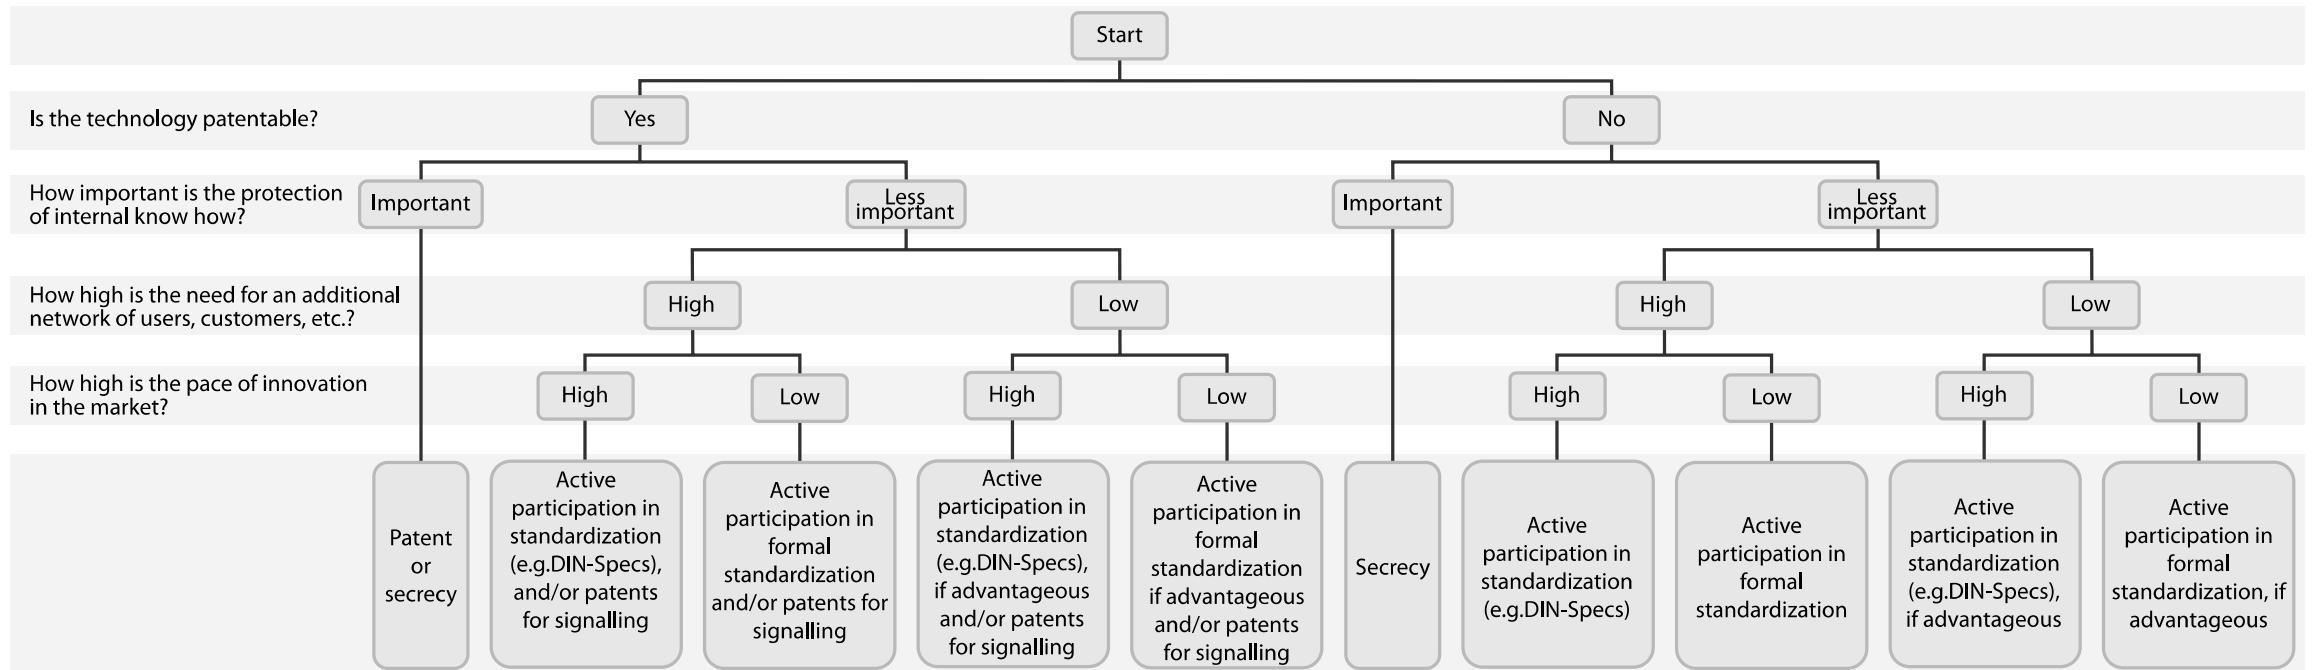 Start
Is the technology patentable?
Yes
No
How important is the protection
of internal know how?
Important
Less
important
Important
Less
important
How high is the need for an additional
network of users, customers, etc.?
High
Low
High
Low
How high is the pace of innovation
in the market?
High
Low
High
Low
High
Low
High
Low
Patent
or
secrecy
Active
participation in
standardization
(e.g.DIN-Specs),
and/or patents
for signalling
Active
participation in
formal
standardization
and/or patents for
signalling
Active
participation in
standardization
(e.g.DIN-Specs),
if advantageous
and/or patents
for signalling
Active
participation in
formal
standardization
if advantageous
and/or patents
for signalling
Secrecy
Active
participation in
standardization
(e.g.DIN-Specs)
Active
participation in
formal
standardization
Active
participation in
standardization
(e.g.DIN-Specs),
if advantageous
Active
participation in
formal
standardization, if
advantageous